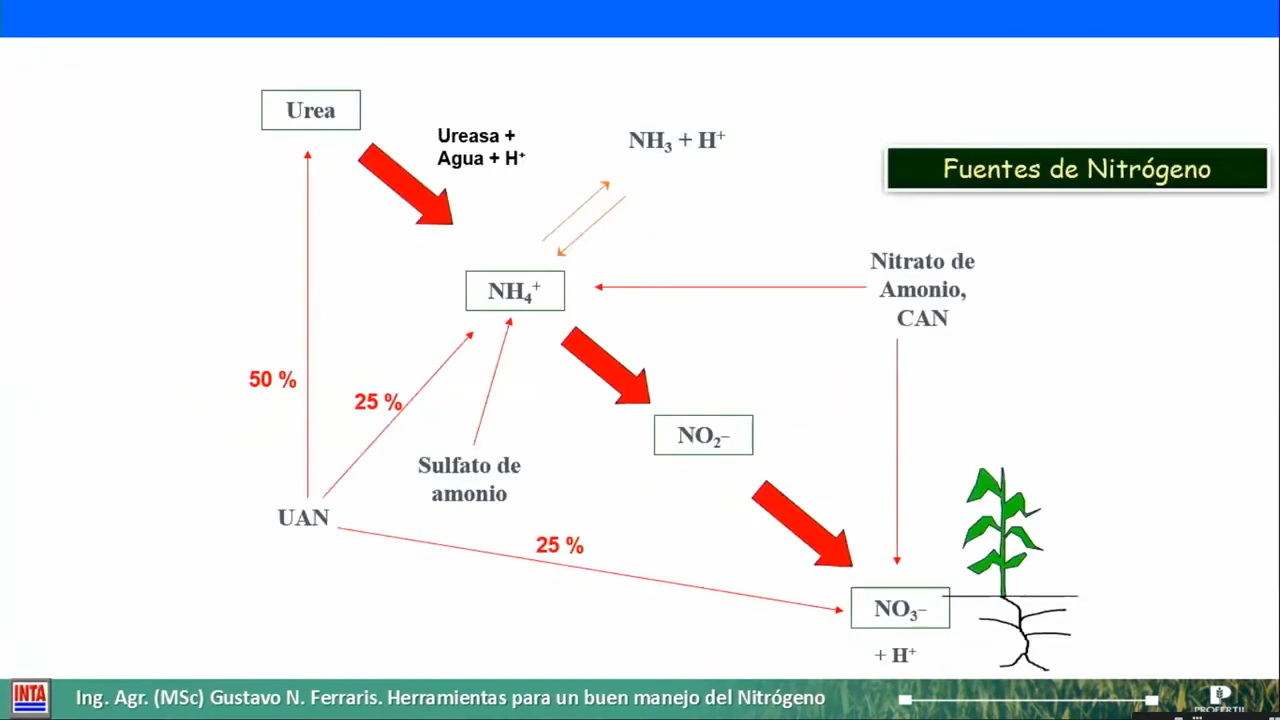 Urea
Ureasa +
Agua + H⁺
NH₃ + H⁺
Fuentes de Nitrógeno
NH₄⁺
Nitrato de
Amonio,
CAN
50 %
25 %
NO₂⁻
Sulfato de
amonio
UAN
25 %
NO₃⁻
+ H⁺
INTA
Ing. Agr. (MSc) Gustavo N. Ferraris. Herramientas para un buen manejo del Nitrógeno
PROFERTIL